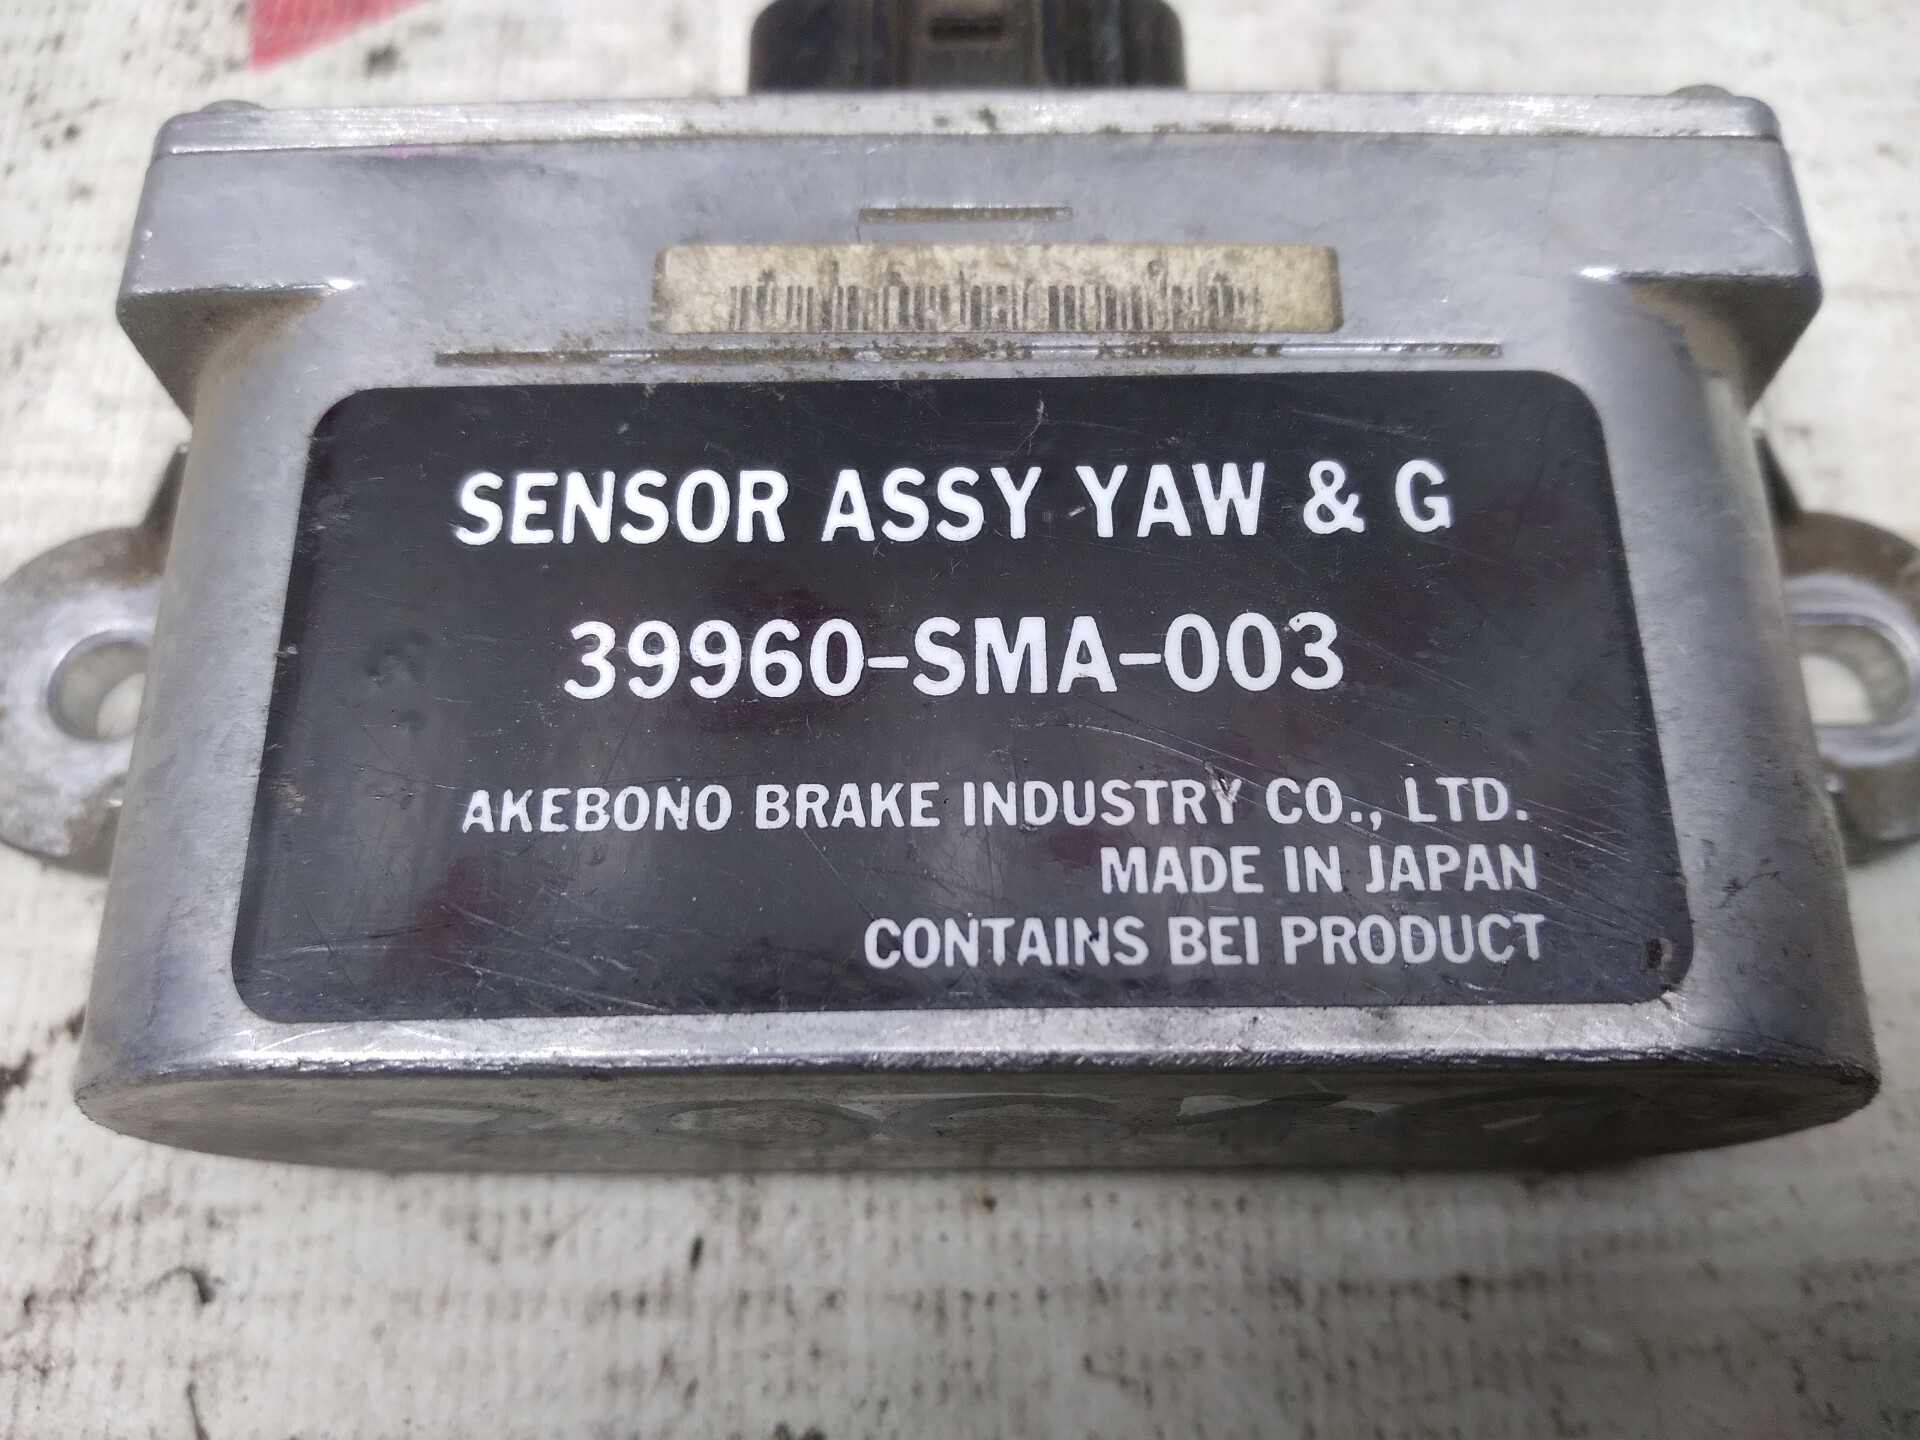 SENSOR ASSY YAW & G
39960-SMA-003
AKEBONO BRAKE INDUSTRY CO., LTD.
MADE IN JAPAN
CONTAINS BEI PRODUCT